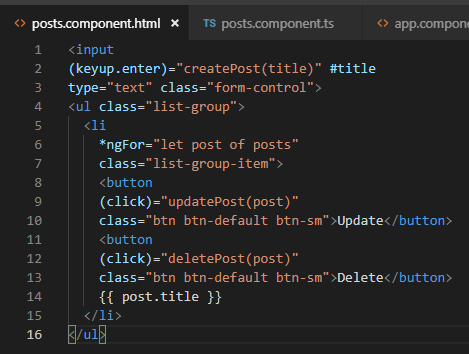 posts.component.html × TS posts.component.ts app.compone
1 <input
2 (keyup.enter)="createPost(title)" #title
3 type="text" class="form-control">
4 <ul class="list-group">
5 <li
6 *ngFor="let post of posts"
7 class="list-group-item">
8 <button
9 (click)="updatePost(post)"
10 class="btn btn-default btn-sm">Update</button>
11 <button
12 (click)="deletePost(post)"
13 class="btn btn-default btn-sm">Delete</button>
14 {{ post.title }}
15 </li>
16 </ul>